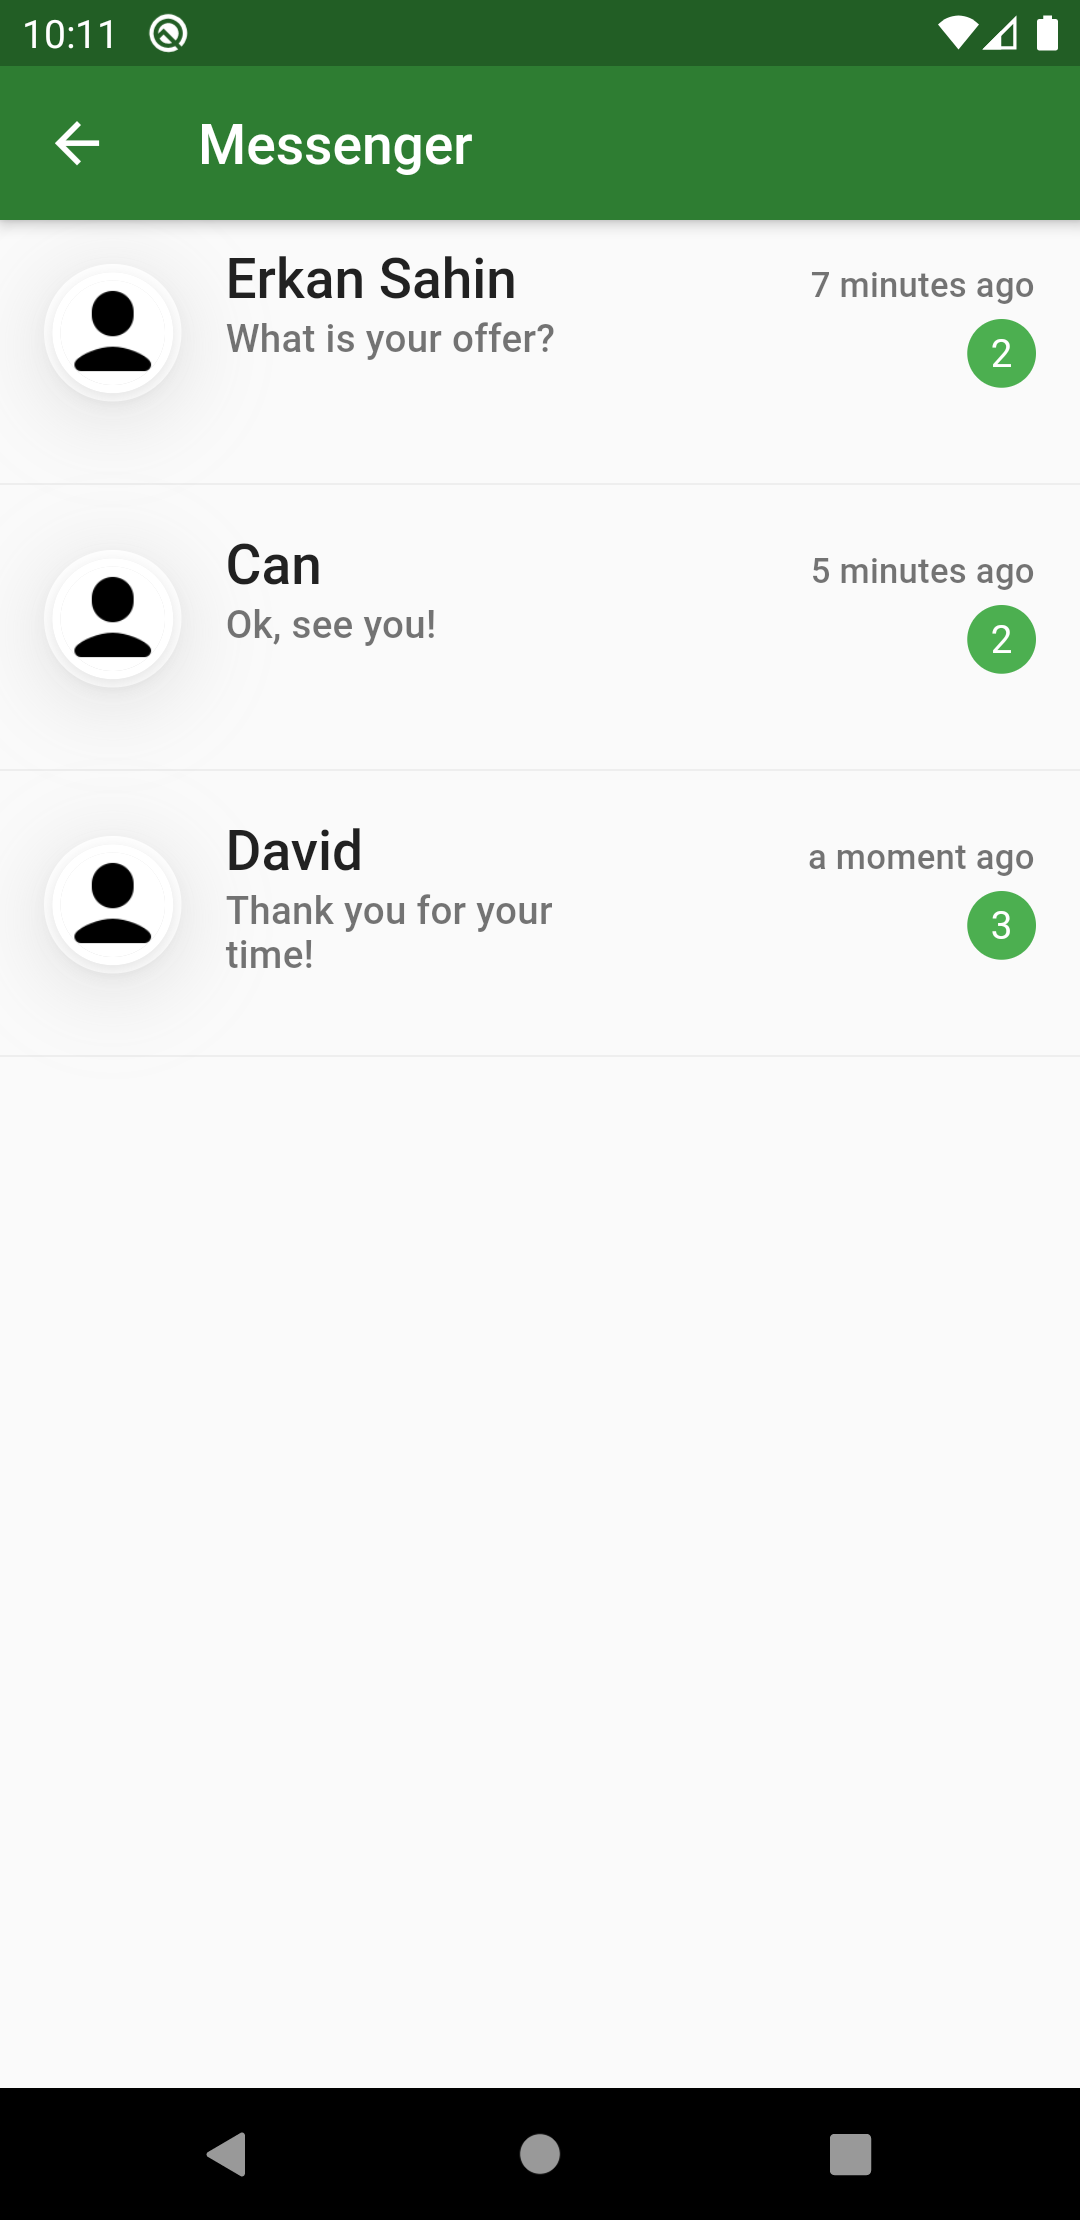 10:11
Messenger
Erkan Sahin
7 minutes ago
What is your offer?
2
Can
5 minutes ago
Ok, see you!
2
David
a moment ago
Thank you for your
time!
3